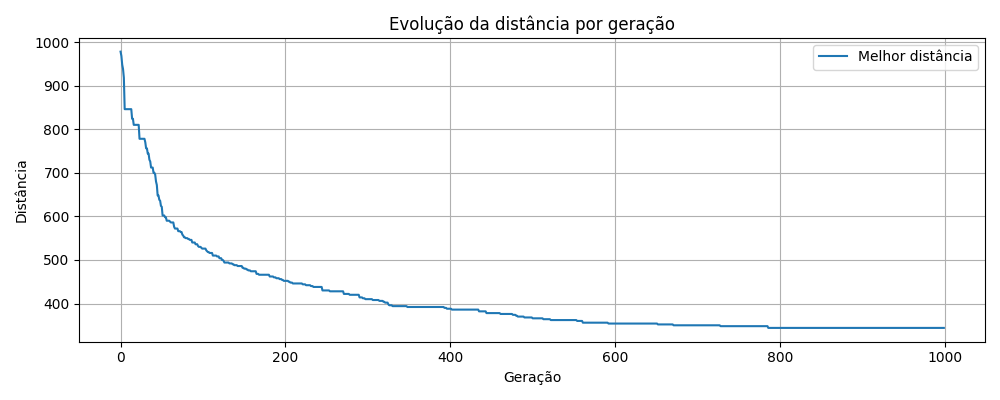 Evolução da distância por geração
Melhor distância
Distância
1000
900
800
700
600
500
400
0 200 400 600 800 1000
Geração